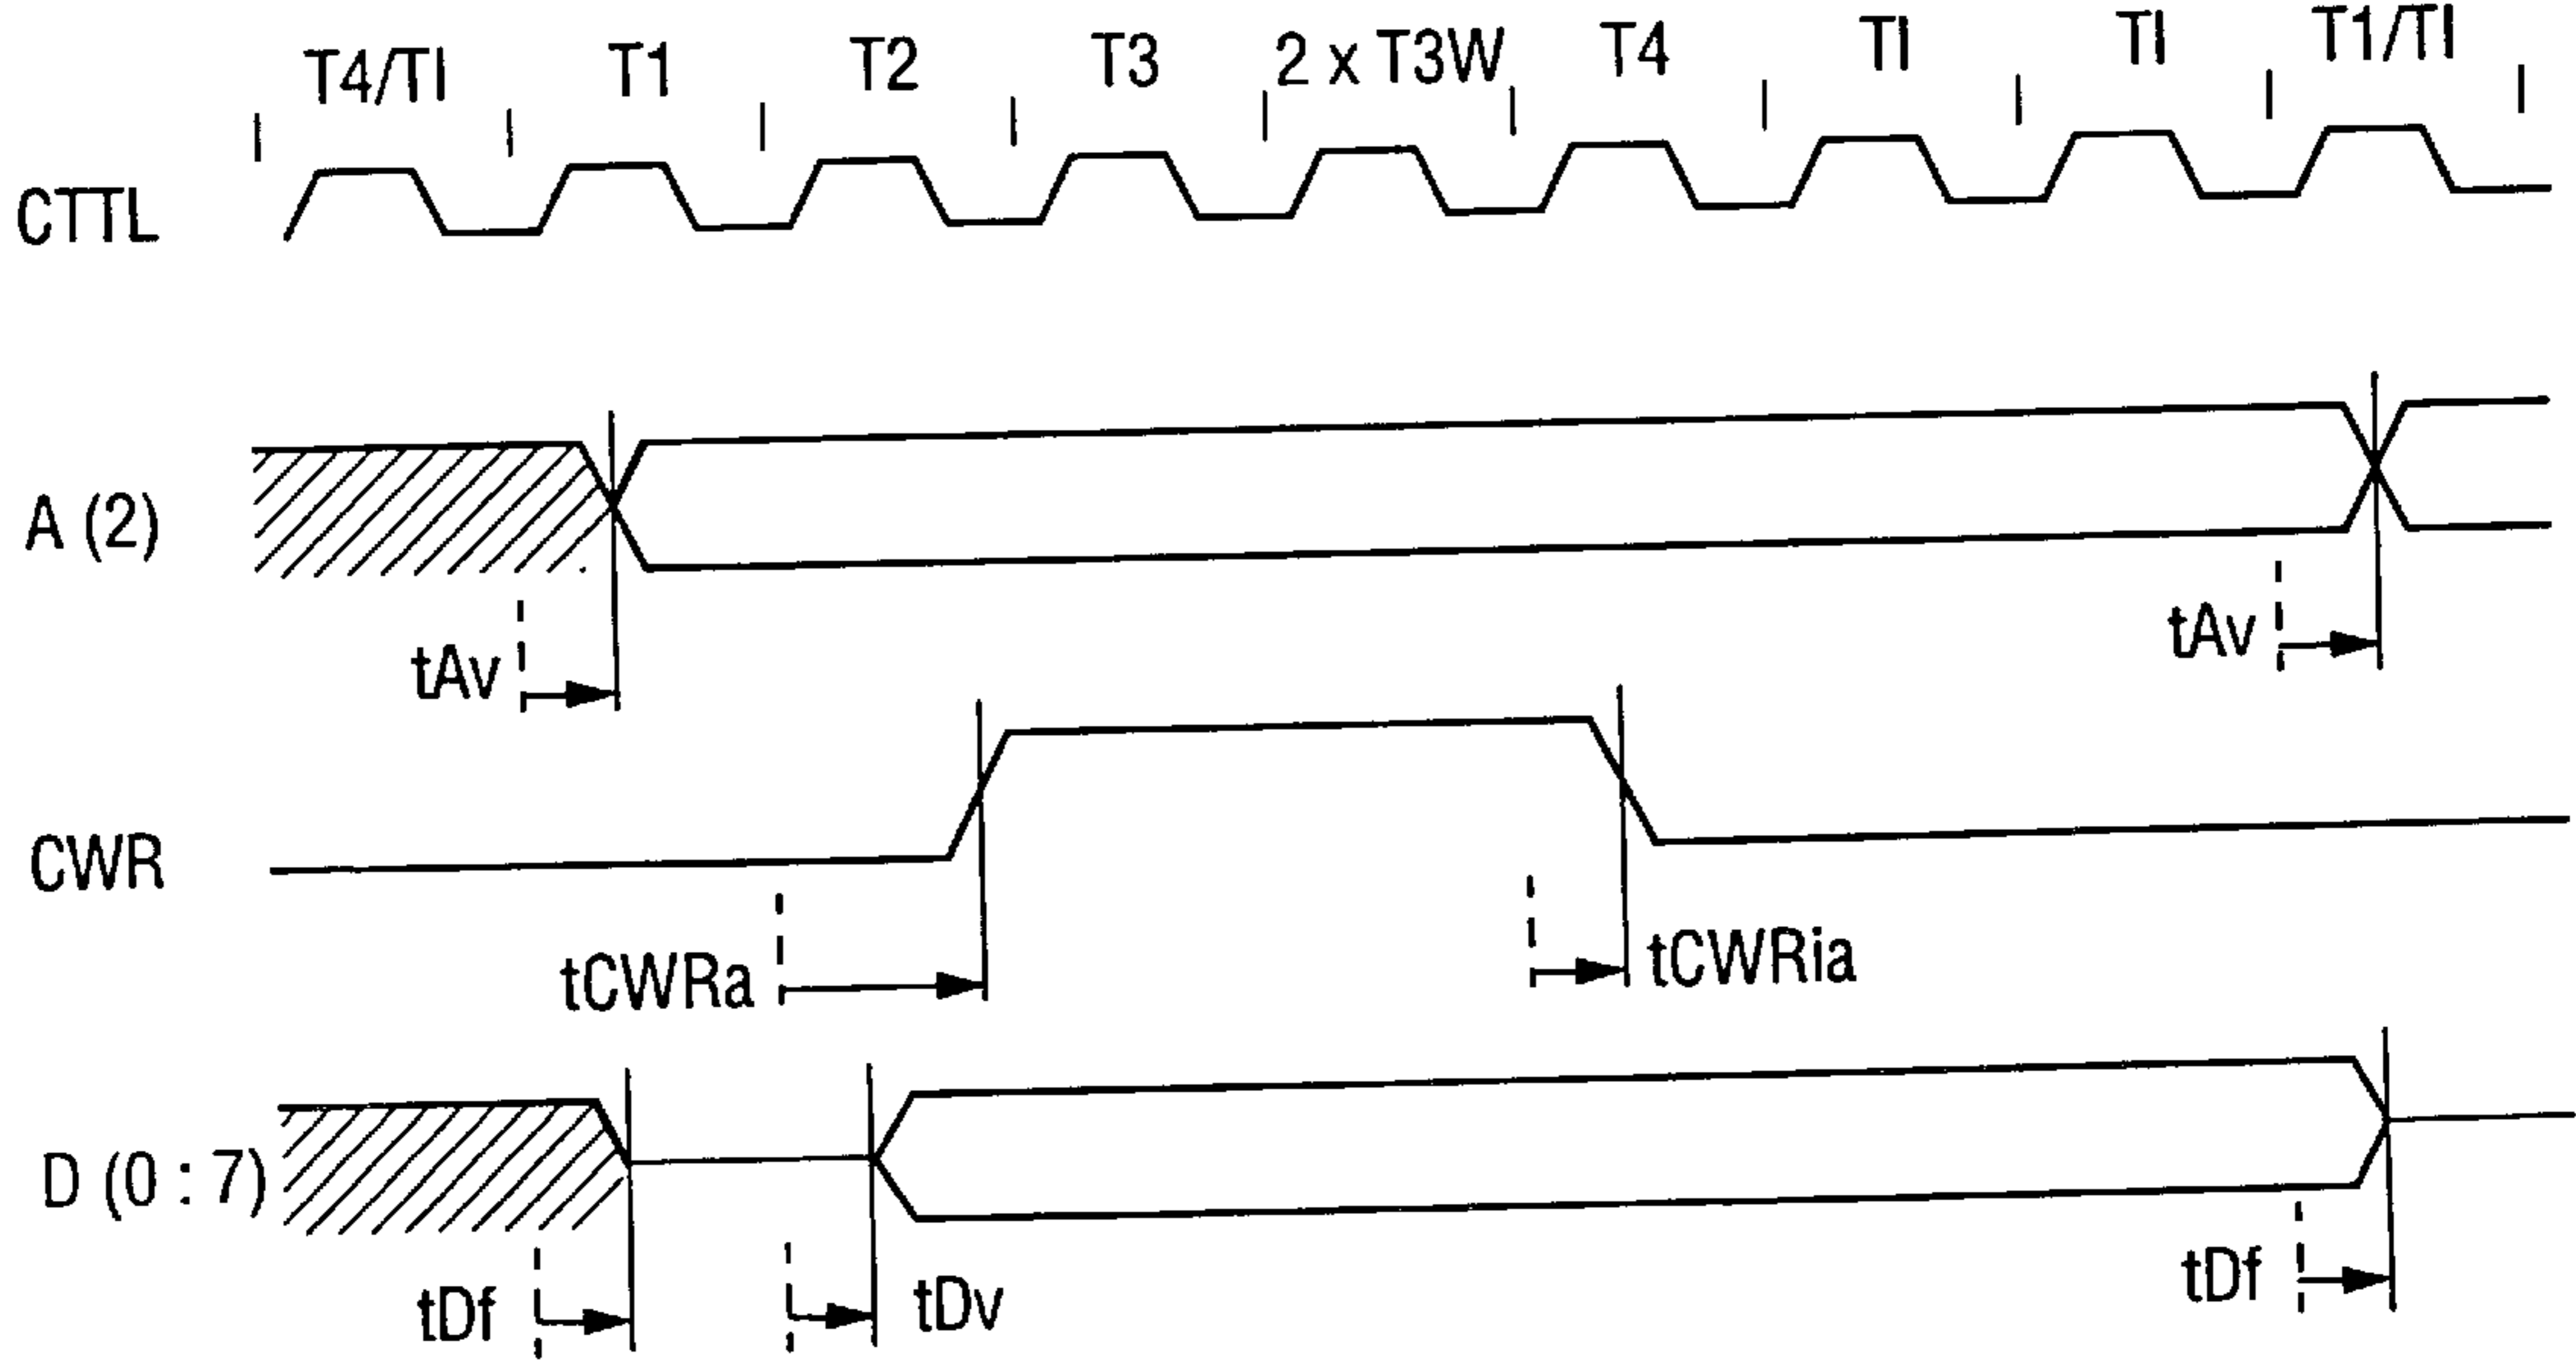 T4/TI T1 T2 T3 2 x T3W T4 TI TI T1/TI
CTTL
A (2)
tAv tAv
CWR
tCWRa tCWRia
D (0 : 7)
tDf tDv tDf